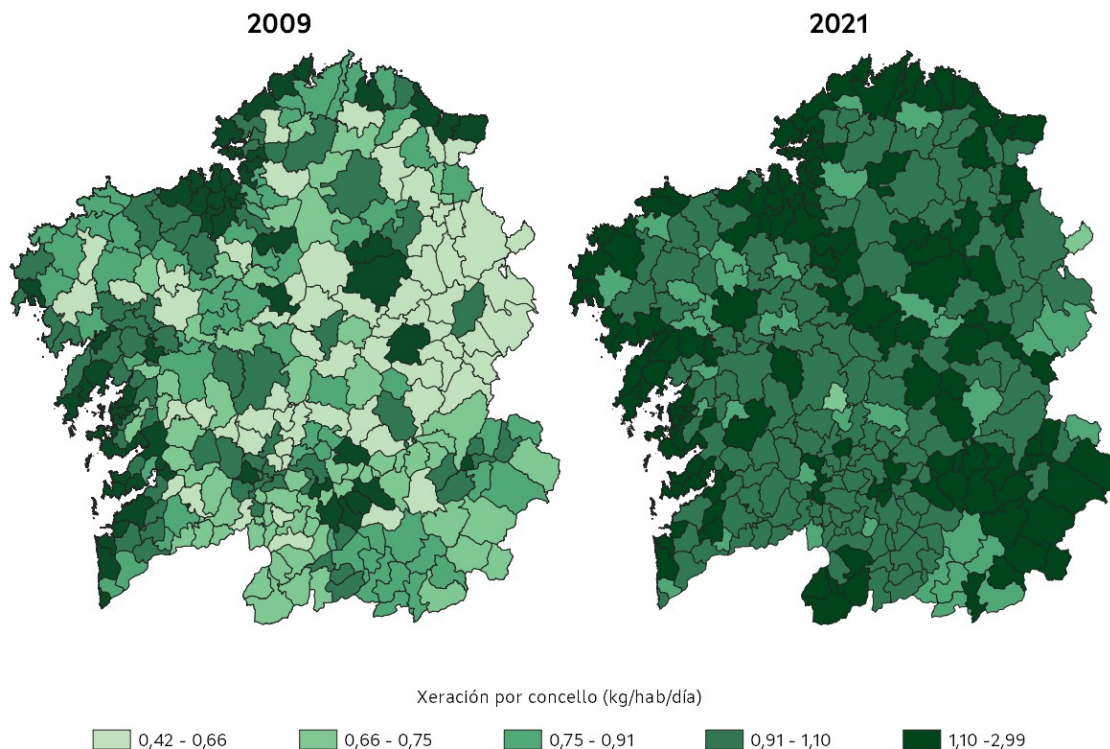 2009
2021
Xeración por concello (kg/hab/día)
0,42 - 0,66
0,66 - 0,75
0,75 - 0,91
0,91 - 1,10
1,10 -2,99